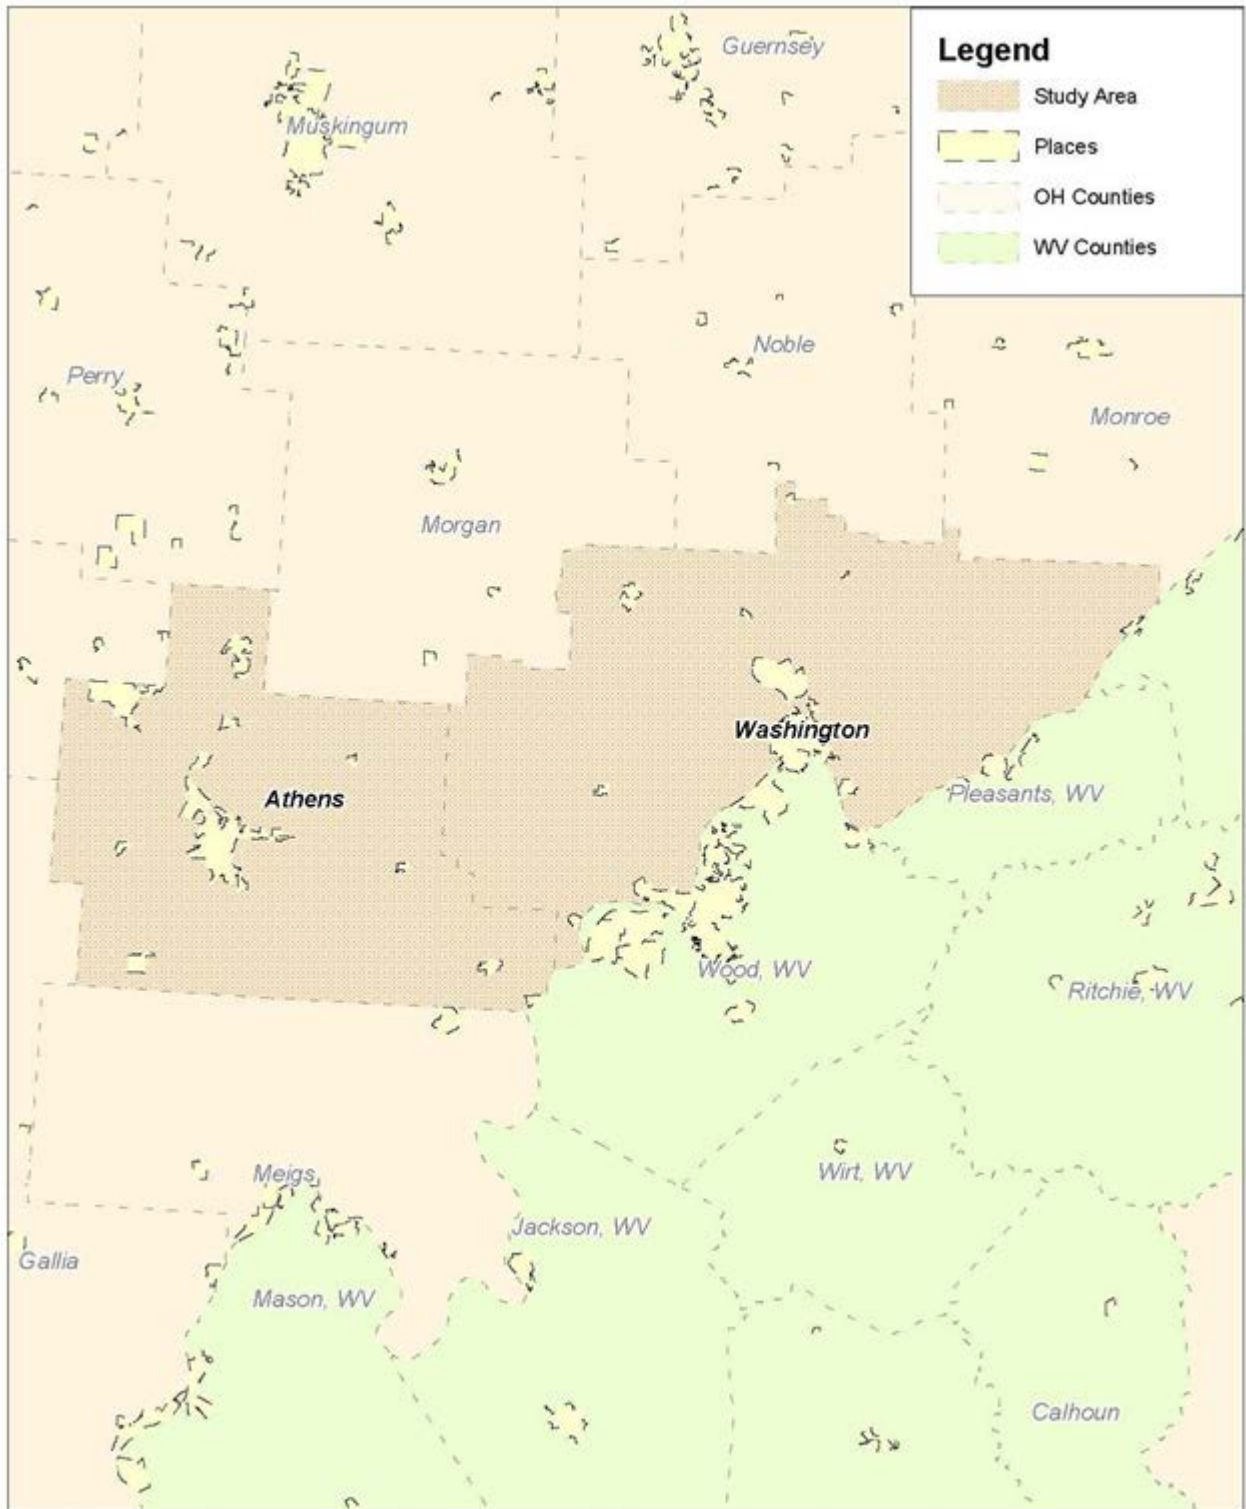 Legend
Study Area
Places
OH Counties
WV Counties
Guernsey
Muskingum
Noble
Perry
Monroe
Morgan
Washington
Pleasants, WV
Athens
Wood, WV
Ritchie, WV
Meigs
Wirt, WV
Jackson, WV
Gallia
Mason, WV
Calhoun